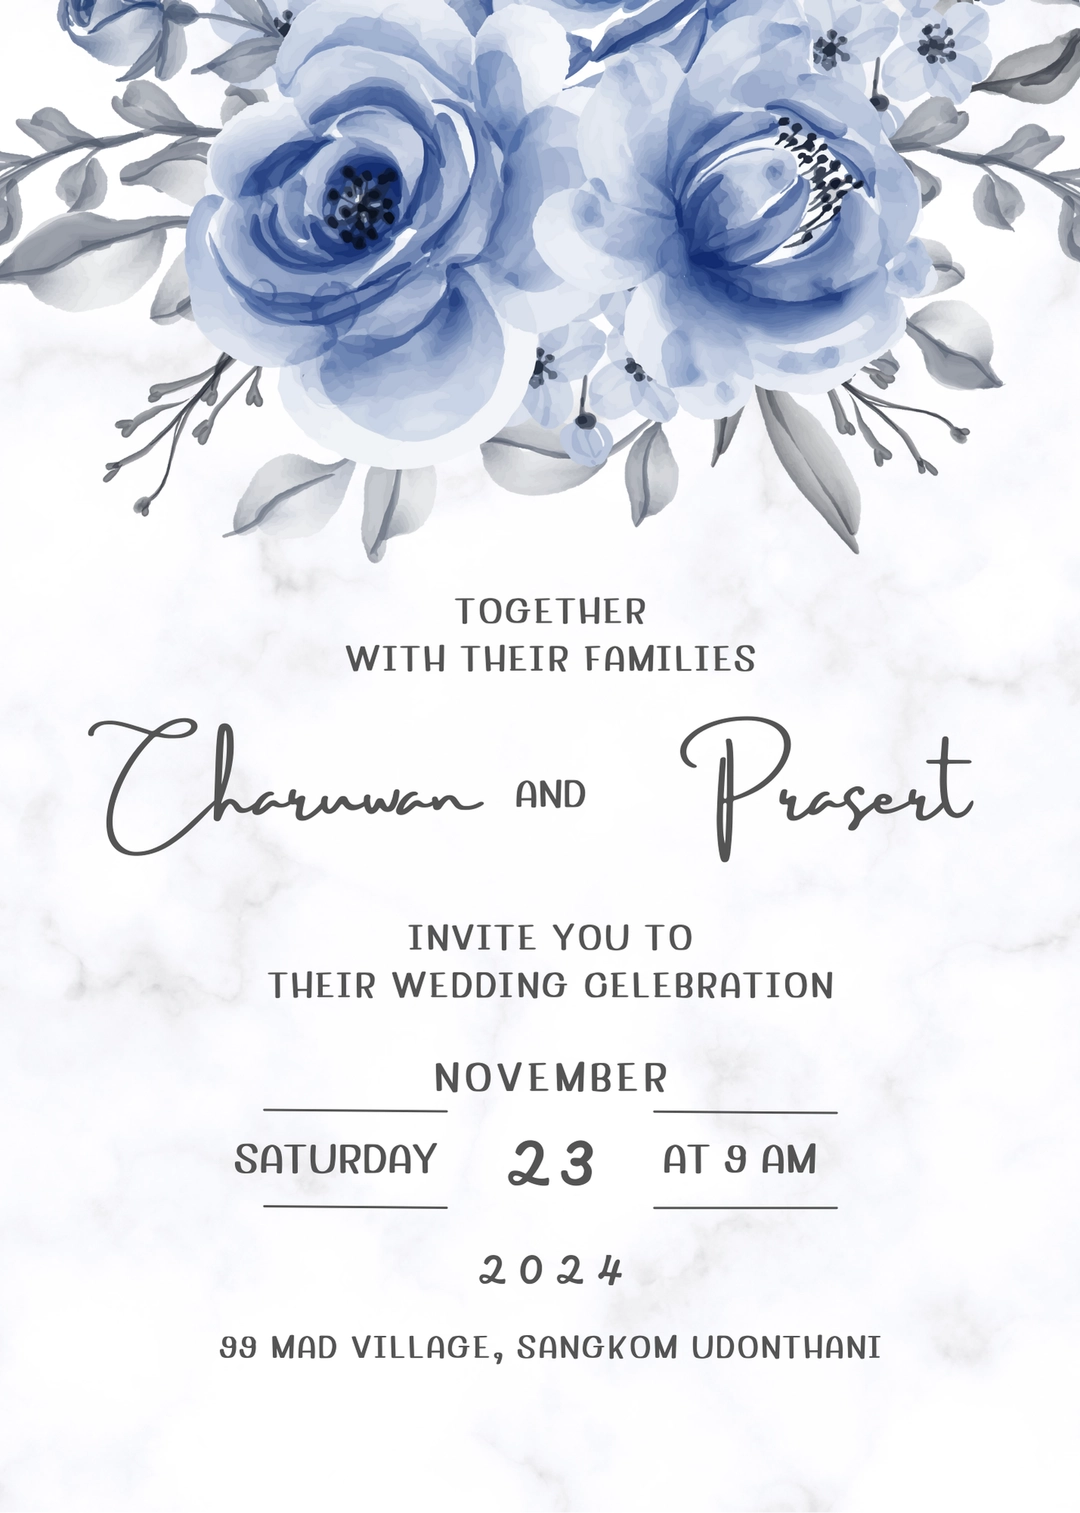 TOGETHER
WITH THEIR FAMILIES
Charuwan AND Prasert
INVITE YOU TO
THEIR WEDDING CELEBRATION
NOVEMBER
SATURDAY 23 AT 9 AM
2024
99 MAD VILLAGE, SANGKOM UDONTHANI